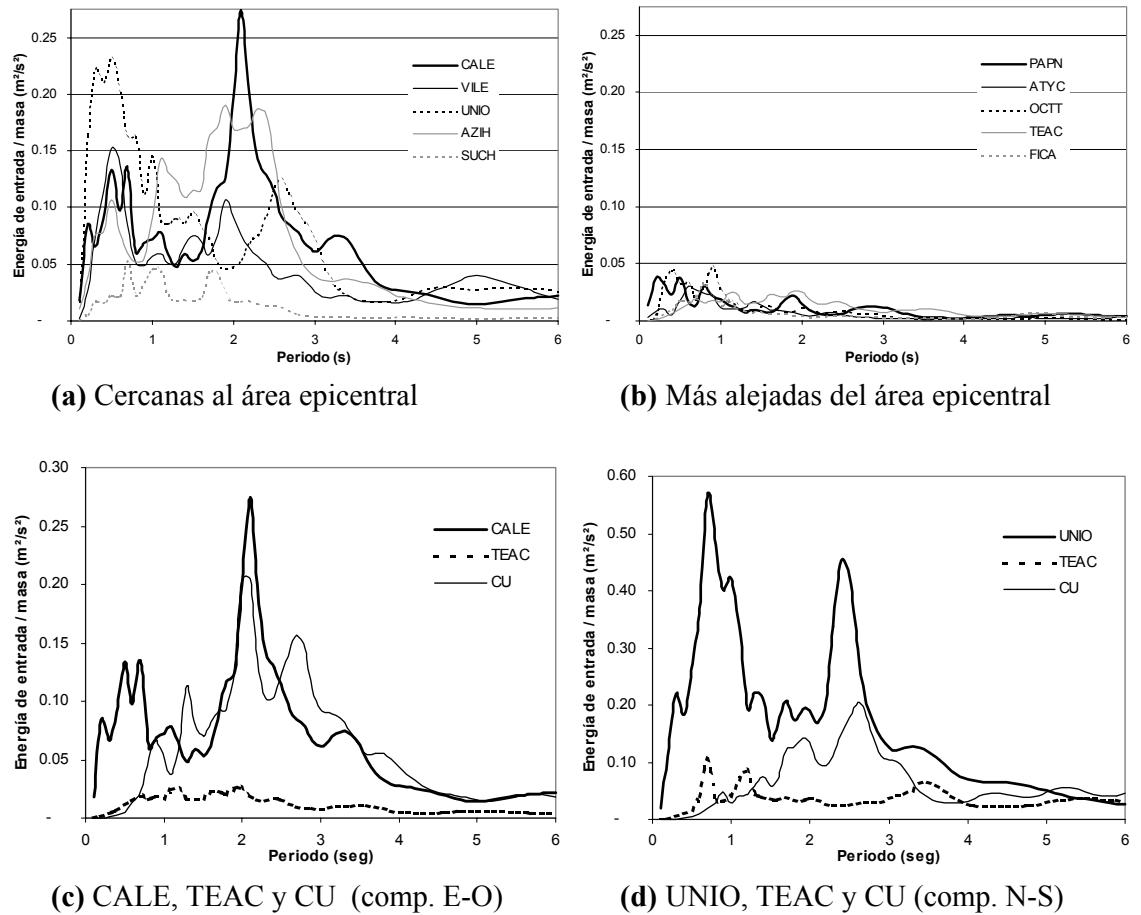 0.25
0.20
0.15
0.10
0.05
-
Energía de entrada / masa (m²/s²)
CALE
VILE
UNIO
AZIH
SUCH
0 1 2 3 4 5 6
Periodo (s)
(a) Cercanas al área epicentral
0.25
0.20
0.15
0.10
0.05
-
Energía de entrada / masa (m²/s²)
PAPN
ATYC
OCTT
TEAC
FICA
0 1 2 3 4 5 6
Periodo (s)
(b) Más alejadas del área epicentral
0.30
0.25
0.20
0.15
0.10
0.05
-
Energía de entrada / masa (m²/s²)
CALE
TEAC
CU
0 1 2 3 4 5 6
Periodo (seg)
(c) CALE, TEAC y CU (comp. E-O)
0.60
0.50
0.40
0.30
0.20
0.10
-
Energía de entrada / masa (m²/s²)
UNIO
TEAC
CU
0 1 2 3 4 5 6
Periodo (seg)
(d) UNIO, TEAC y CU (comp. N-S)